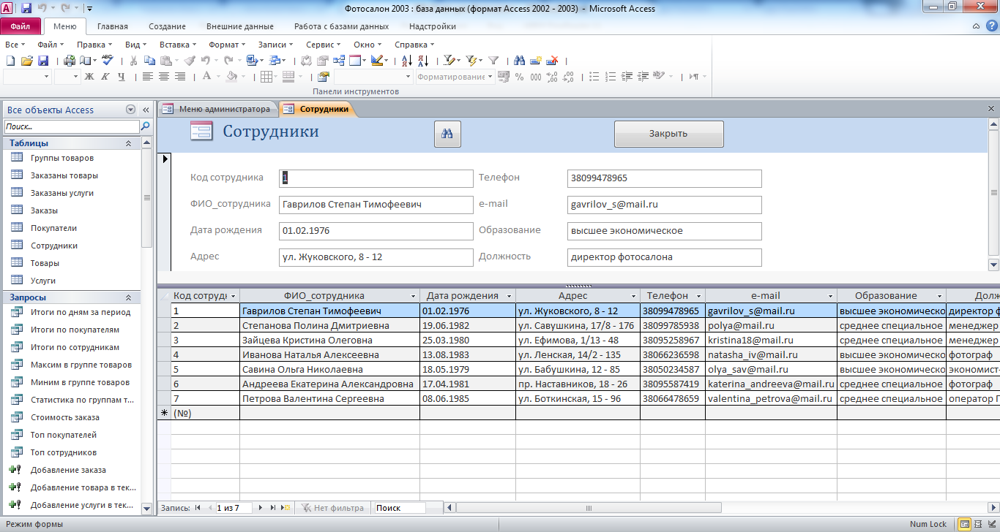 Фотосалон 2003 : база данных (формат Access 2002 - 2003) - Microsoft Access
Файл Меню Главная Создание Внешние данные Работа с базами данных Надстройки
Все Файл Правка Вид Вставка Формат Записи Сервис Окно Справка
Ж К Ч Форматирование % 000
Панели инструментов
Все объекты Access
Поиск...
Таблицы
Группы товаров
Заказаны товары
Заказаны услуги
Заказы
Покупатели
Сотрудники
Товары
Услуги
Запросы
Итоги по дням за период
Итоги по покупателям
Итоги по сотрудникам
Максим в группе товаров
Миним в группе товаров
Статистика по группам т...
Стоимость заказа
Топ покупателей
Топ сотрудников
Добавление заказа
Добавление товара в тек...
Добавление услуги в тек...
Меню администратора Сотрудники
Сотрудники Закрыть
Код сотрудника 1 Телефон 38099478965
ФИО_сотрудника Гаврилов Степан Тимофеевич e-mail gavrilov_s@mail.ru
Дата рождения 01.02.1976 Образование высшее экономическое
Адрес ул. Жуковского, 8 - 12 Должность директор фотосалона
Код сотруд ФИО_сотрудника Дата рождения Адрес Телефон e-mail Образование Долж
1 Гаврилов Степан Тимофеевич 01.02.1976 ул. Жуковского, 8 - 12 38099478965 gavrilov_s@mail.ru высшее экономическо директор ф
2 Степанова Полина Дмитриевна 19.06.1982 ул. Савушкина, 17/8 - 176 38099785938 polya@mail.ru среднее специальное менеджер
3 Зайцева Кристина Олеговна 25.03.1980 ул. Ефимова, 1/13 - 48 38095258967 kristina18@mail.ru среднее специальное менеджер
4 Иванова Наталья Алексеевна 13.08.1983 ул. Ленская, 14/2 - 135 38066236598 natasha_iv@mail.ru высшее экономическо фотограф
5 Савина Ольга Николаевна 18.05.1979 ул. Бабушкина, 12 - 85 38050234587 olya_sav@mail.ru высшее экономическо экономист-
6 Андреева Екатерина Александровна 17.04.1981 пр. Наставников, 18 - 26 38095587419 katerina_andreeva@mail.ru среднее специальное фотограф
7 Петрова Валентина Сергеевна 08.06.1985 ул. Боткинская, 15 - 96 38066478659 valentina_petrova@mail.ru среднее специальное оператор П
(№)
Запись: 1 из 7 Нет фильтра Поиск
Режим формы Num Lock